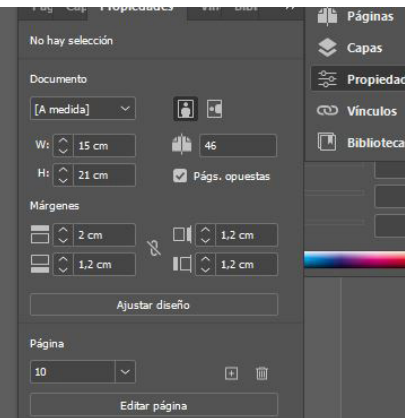 Propiedades
No hay selección
Documento
[A medida]
W: 15 cm
46
H: 21 cm
Págs. opuestas
Márgenes
2 cm
1,2 cm
1,2 cm
1,2 cm
Ajustar diseño
Página
10
Editar página
Páginas
Capas
Propiedad
Vínculos
Biblioteca